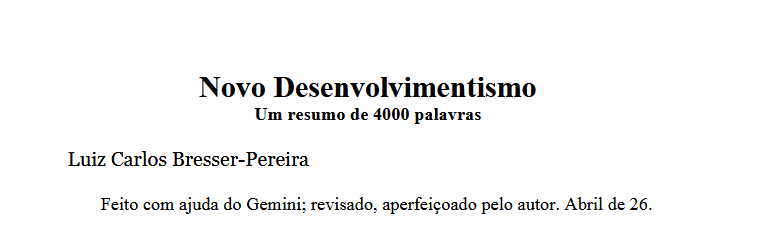 Novo Desenvolvimentismo
Um resumo de 4000 palavras
Luiz Carlos Bresser-Pereira
Feito com ajuda do Gemini; revisado, aperfeiçoado pelo autor. Abril de 26.